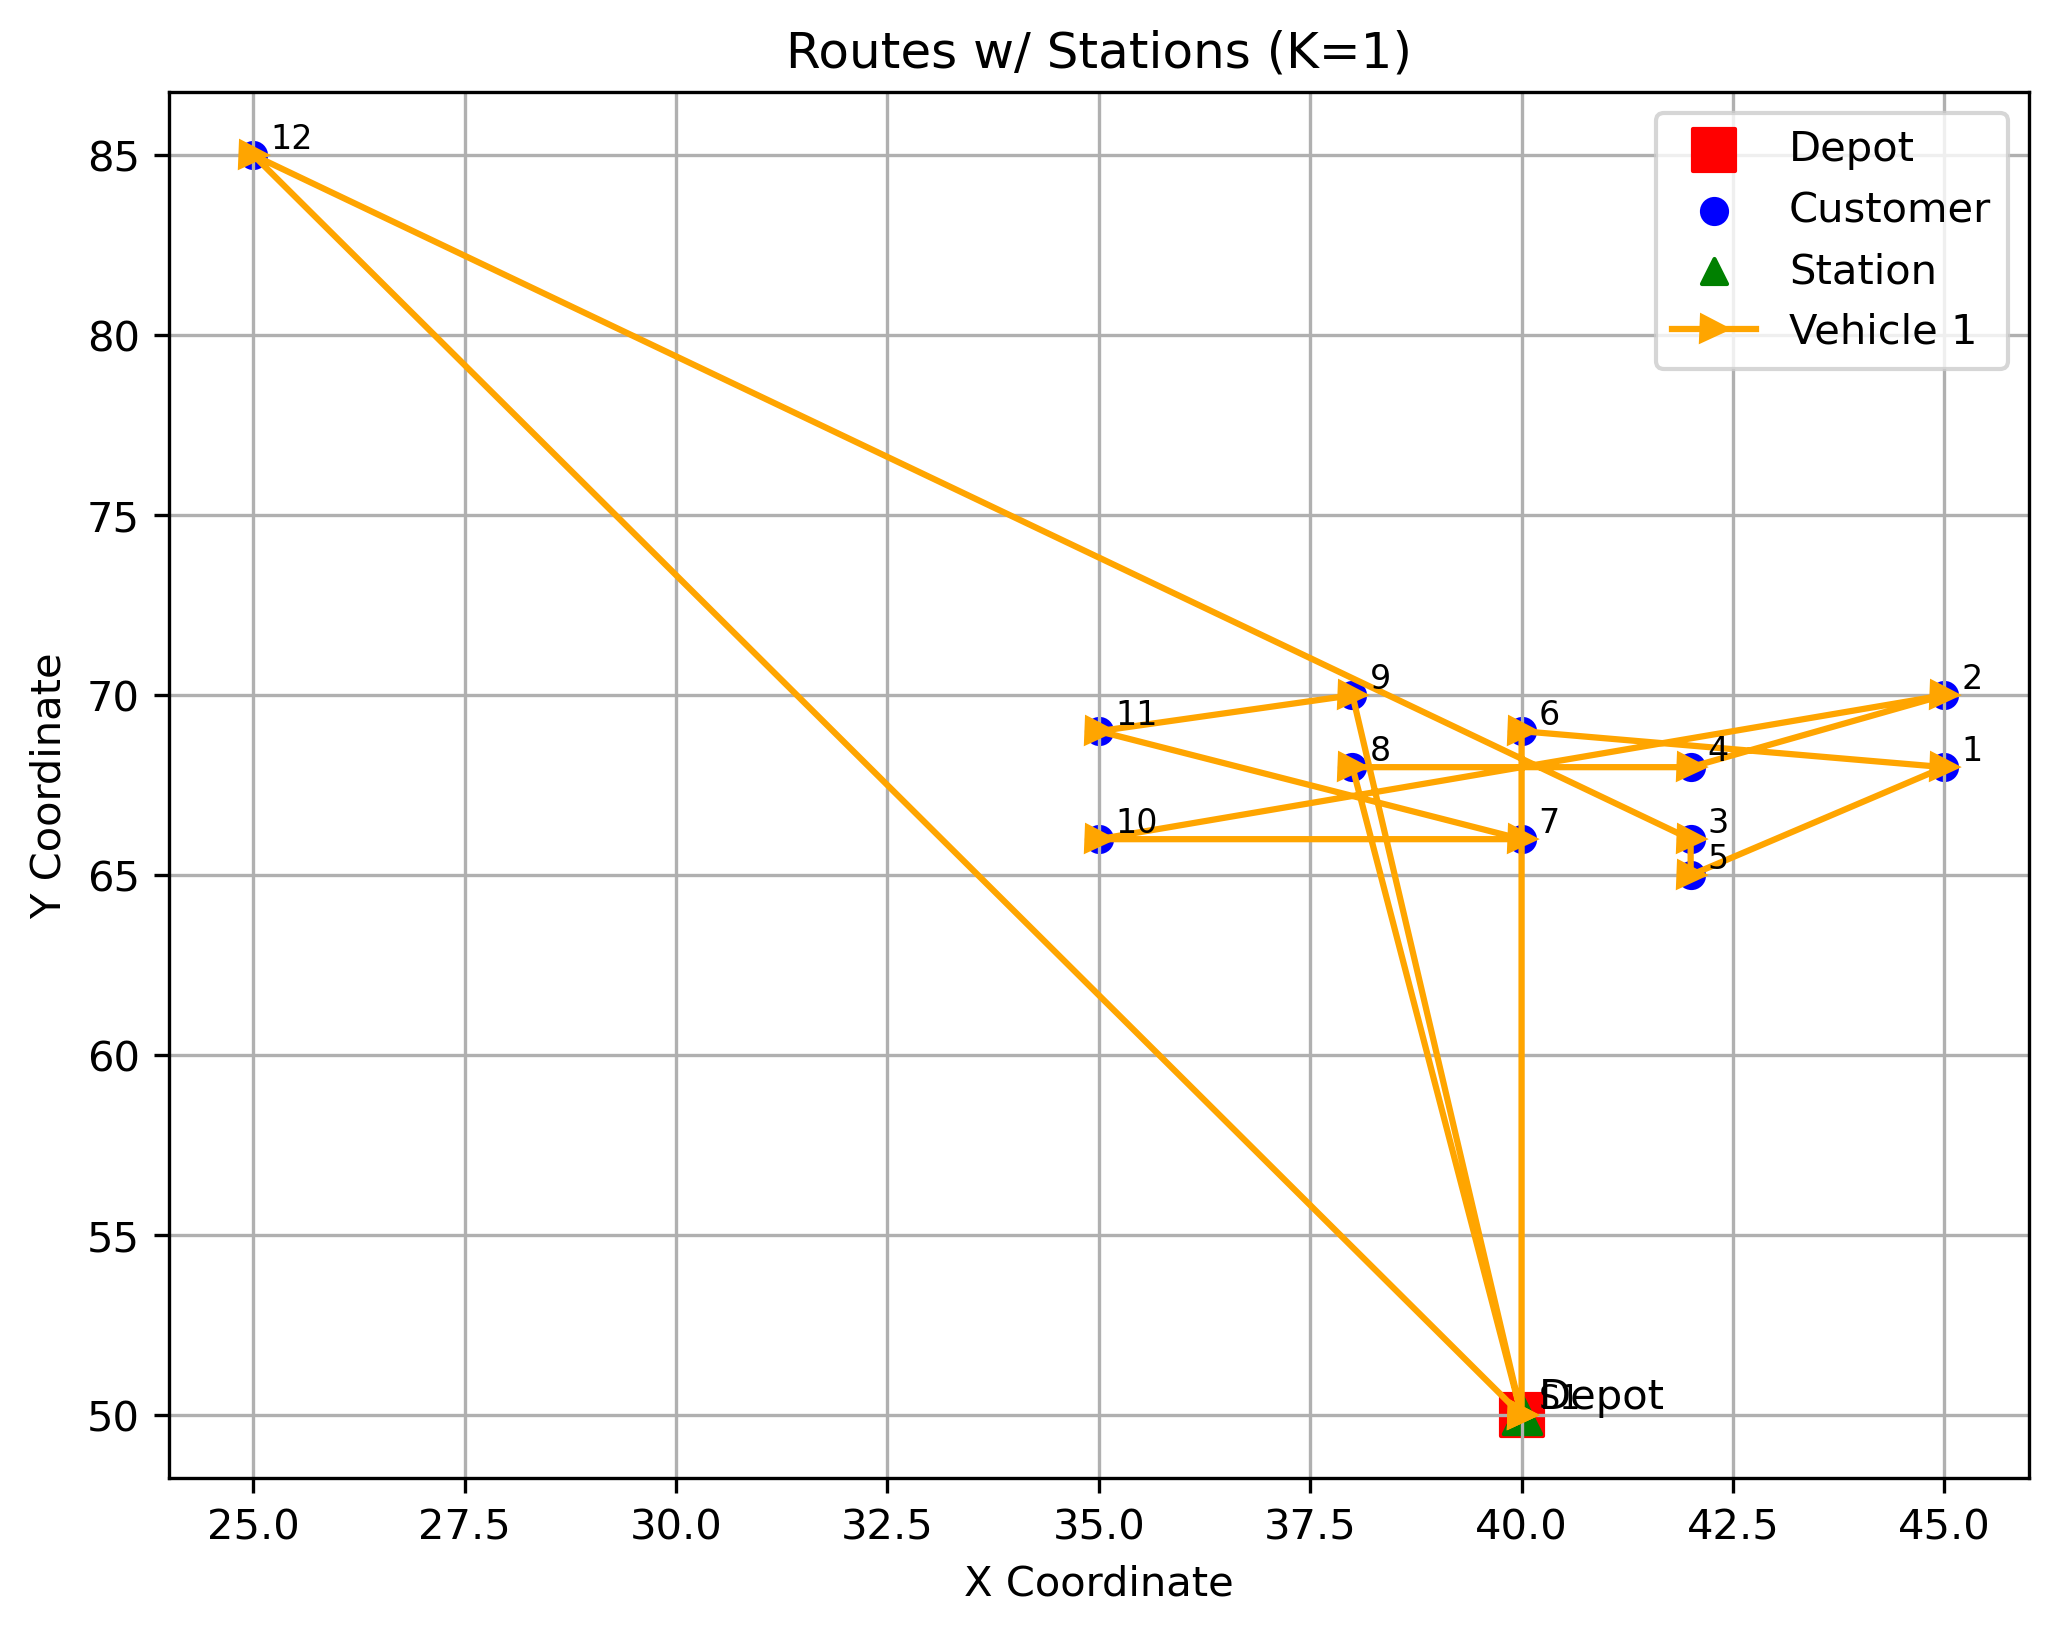 Routes w/ Stations (K=1)
Depot
Customer
Station
Vehicle 1
Y Coordinate
85
80
75
70
65
60
55
50
12
9
2
11
6
8
4
1
10
7
3
5
S1
Depot
25.0 27.5 30.0 32.5 35.0 37.5 40.0 42.5 45.0
X Coordinate